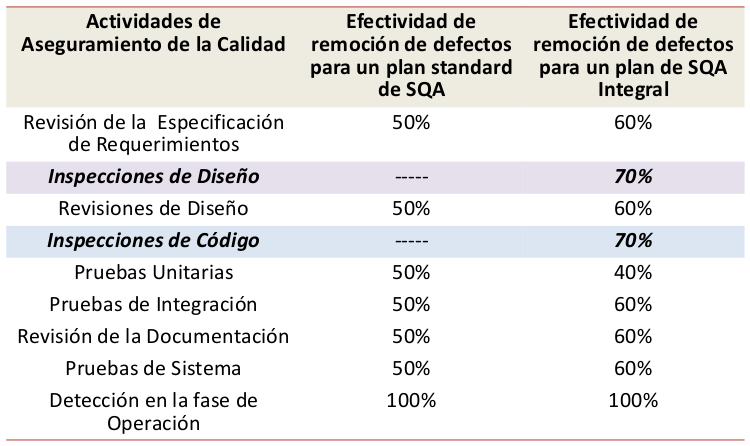 Actividades de Aseguramiento de la Calidad
Efectividad de remoción de defectos para un plan standard de SQA
Efectividad de remoción de defectos para un plan de SQA Integral
Revisión de la Especificación de Requerimientos 50% 60%
Inspecciones de Diseño ----- 70%
Revisiones de Diseño 50% 60%
Inspecciones de Código ----- 70%
Pruebas Unitarias 50% 40%
Pruebas de Integración 50% 60%
Revisión de la Documentación 50% 60%
Pruebas de Sistema 50% 60%
Detección en la fase de Operación 100% 100%